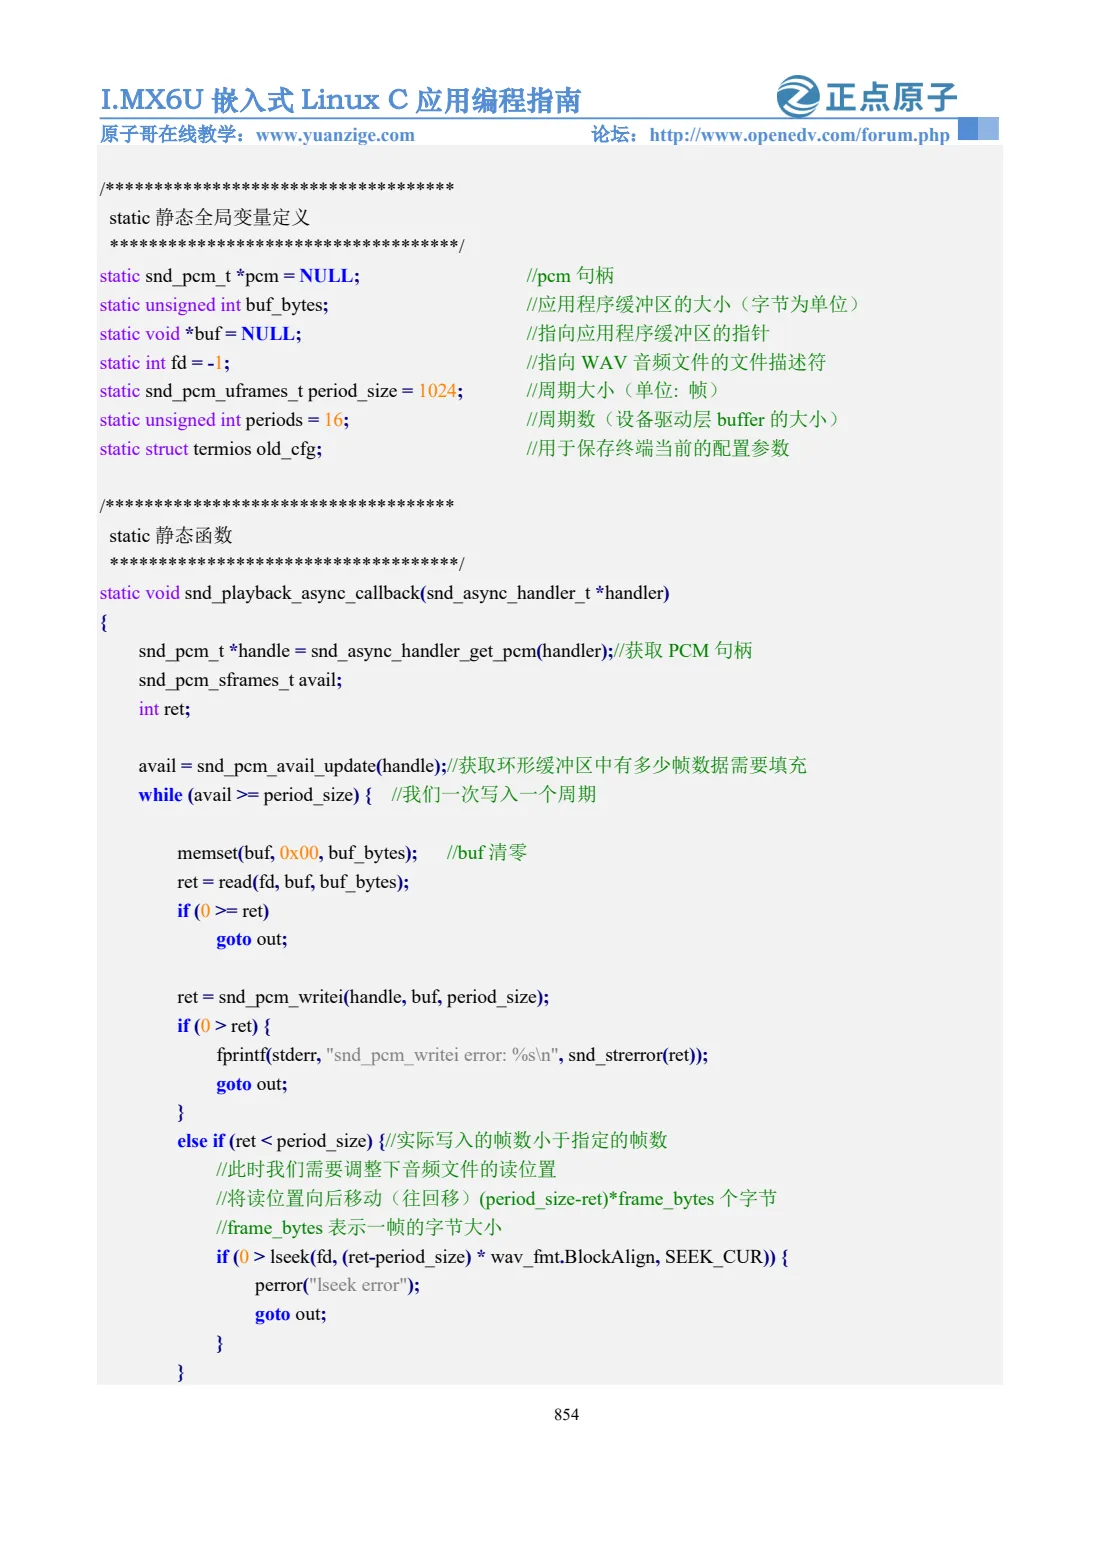 I.MX6U 嵌入式 Linux C 应用编程指南
正点原子
原子哥在线教学：www.yuanzige.com 论坛：http://www.openedv.com/forum.php
/************************************
static 静态全局变量定义
************************************/
static snd_pcm_t *pcm = NULL; //pcm 句柄
static unsigned int buf_bytes; //应用程序缓冲区的大小（字节为单位）
static void *buf = NULL; //指向应用程序缓冲区的指针
static int fd = -1; //指向 WAV 音频文件的文件描述符
static snd_pcm_uframes_t period_size = 1024; //周期大小（单位: 帧）
static unsigned int periods = 16; //周期数（设备驱动层 buffer 的大小）
static struct termios old_cfg; //用于保存终端当前的配置参数
/************************************
static 静态函数
************************************/
static void snd_playback_async_callback(snd_async_handler_t *handler)
{
snd_pcm_t *handle = snd_async_handler_get_pcm(handler);//获取 PCM 句柄
snd_pcm_sframes_t avail;
int ret;
avail = snd_pcm_avail_update(handle);//获取环形缓冲区中有多少帧数据需要填充
while (avail >= period_size) { //我们一次写入一个周期
memset(buf, 0x00, buf_bytes); //buf 清零
ret = read(fd, buf, buf_bytes);
if (0 >= ret)
goto out;
ret = snd_pcm_writei(handle, buf, period_size);
if (0 > ret) {
fprintf(stderr, "snd_pcm_writei error: %s\n", snd_strerror(ret));
goto out;
}
else if (ret < period_size) {//实际写入的帧数小于指定的帧数
//此时我们需要调整下音频文件的读位置
//将读位置向后移动（往回移）(period_size-ret)*frame_bytes 个字节
//frame_bytes 表示一帧的字节大小
if (0 > lseek(fd, (ret-period_size) * wav_fmt.BlockAlign, SEEK_CUR)) {
perror("lseek error");
goto out;
}
}
854